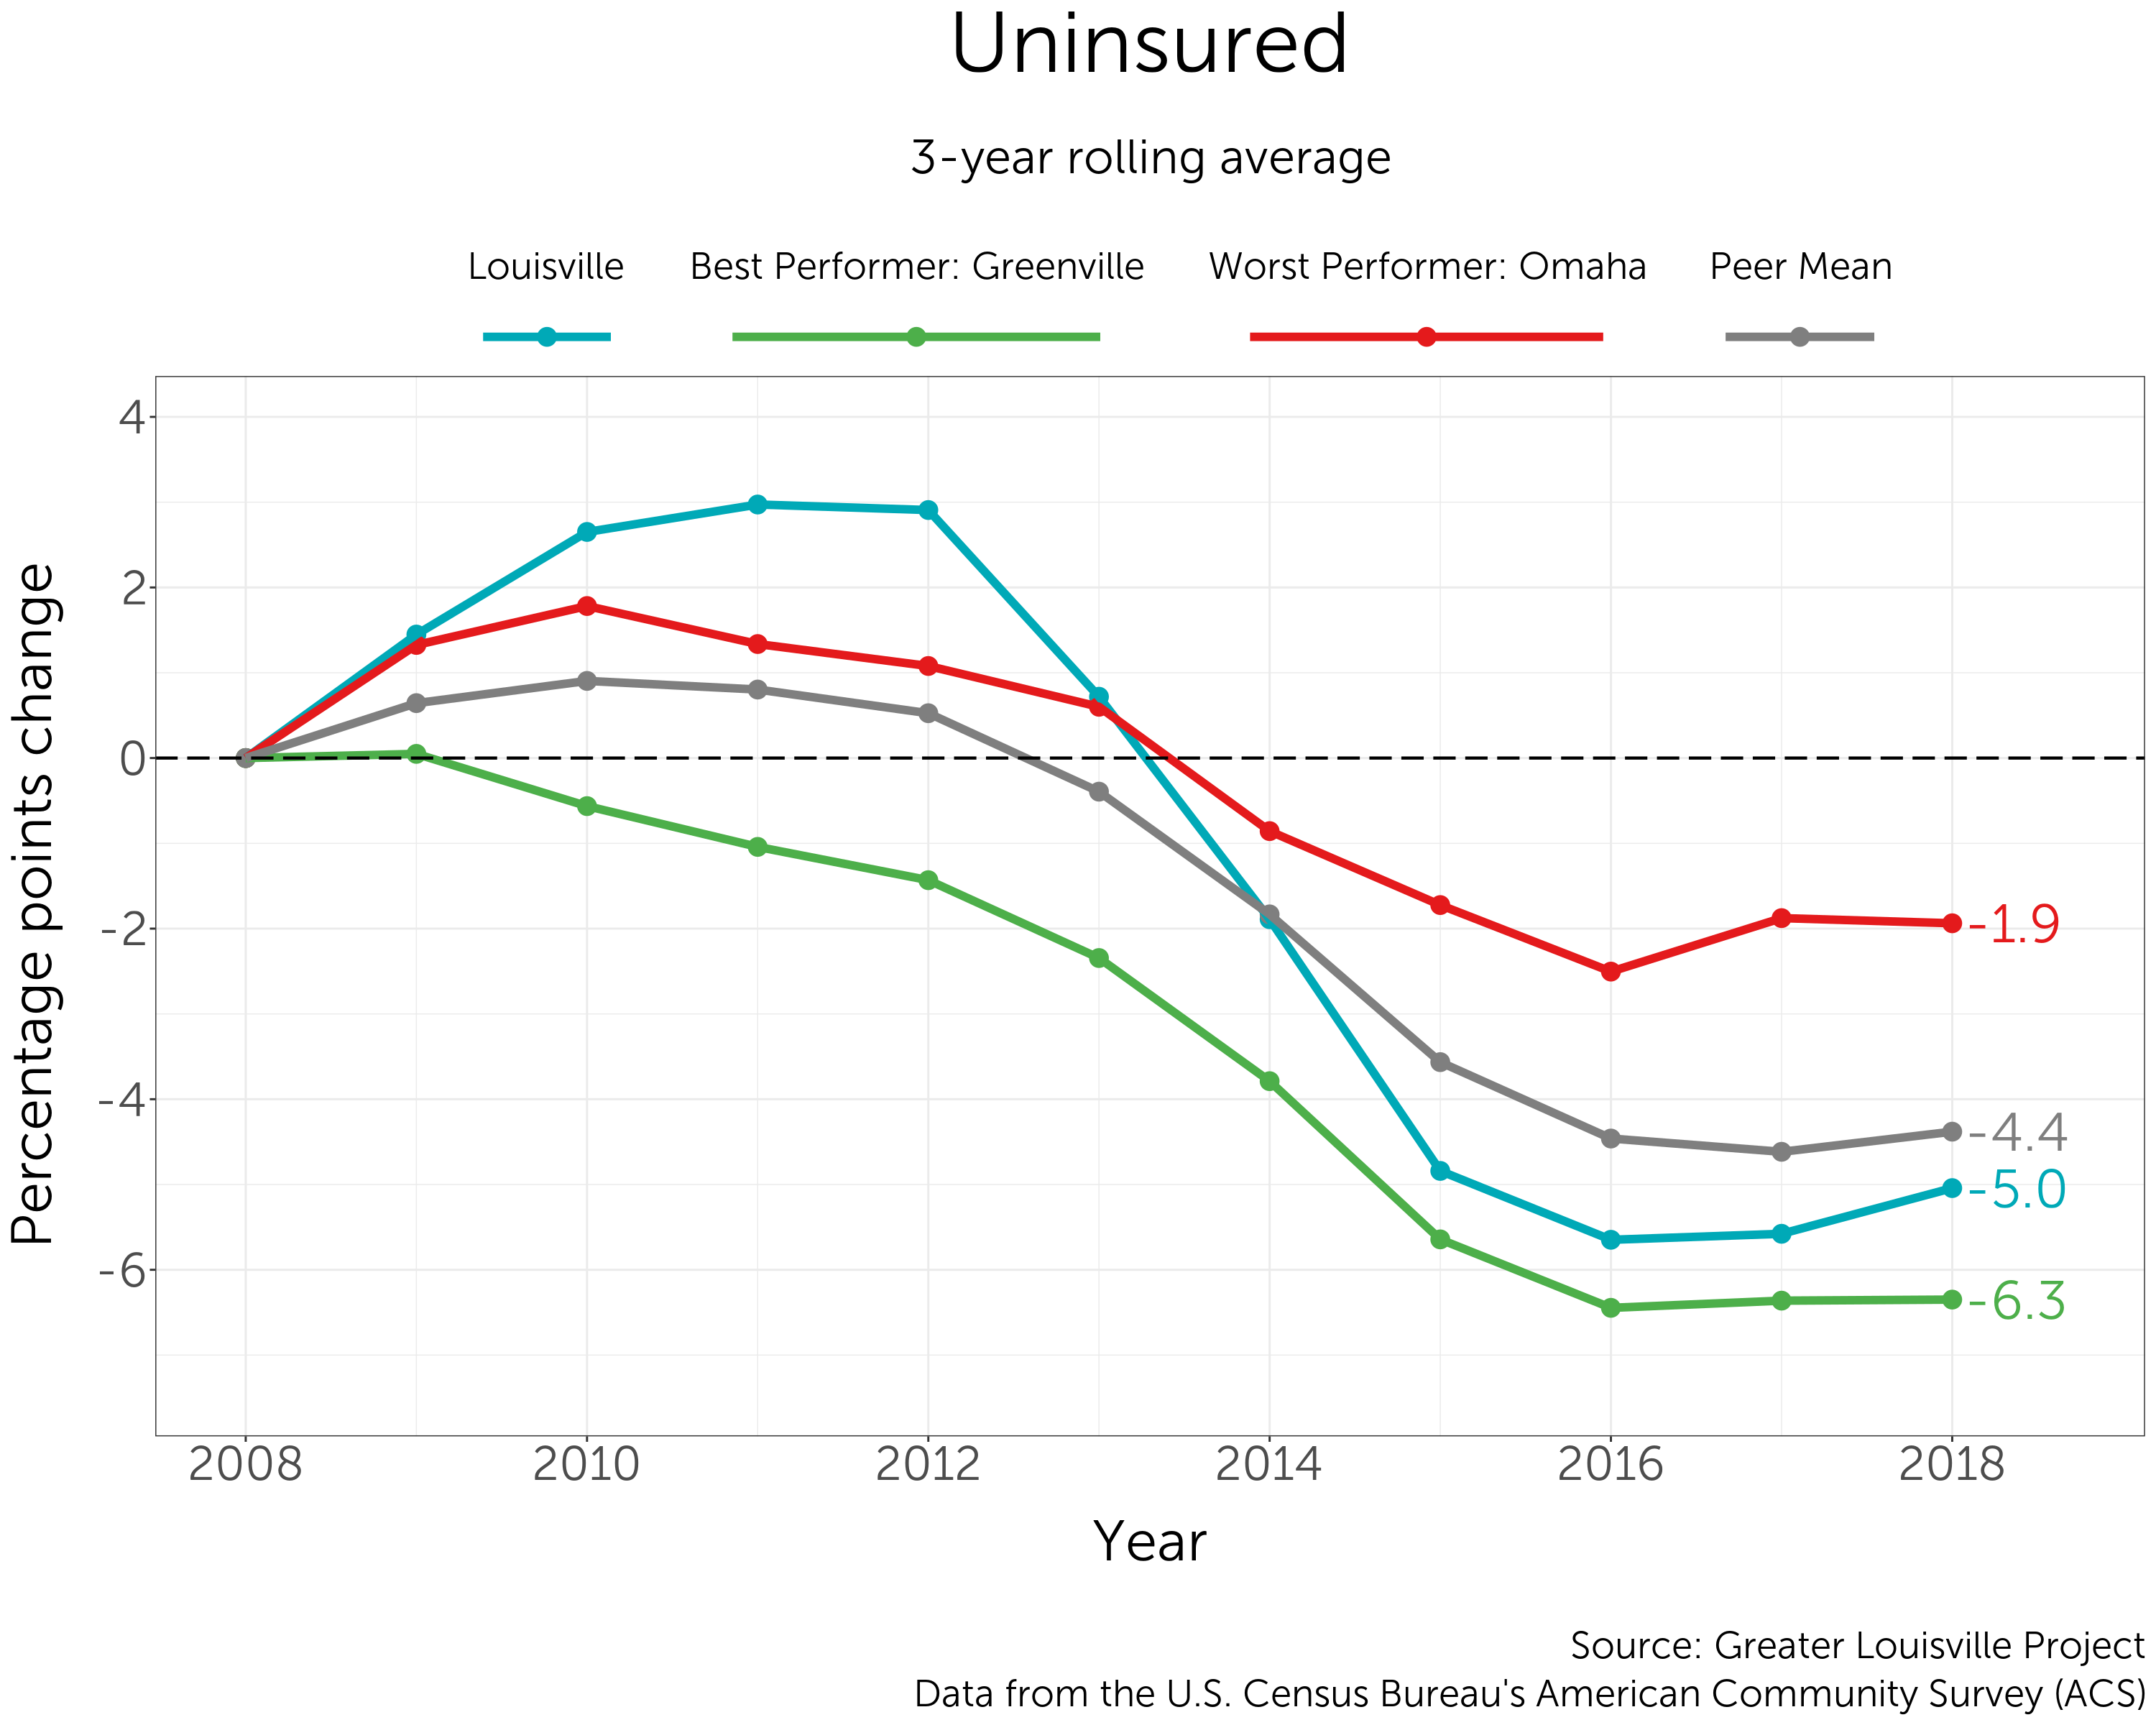 Uninsured
3-year rolling average
Louisville Best Performer: Greenville Worst Performer: Omaha Peer Mean
Percentage points change
4
2
0
-2
-4
-6
-1.9
-4.4
-5.0
-6.3
2008 2010 2012 2014 2016 2018
Year
Source: Greater Louisville Project
Data from the U.S. Census Bureau's American Community Survey (ACS)